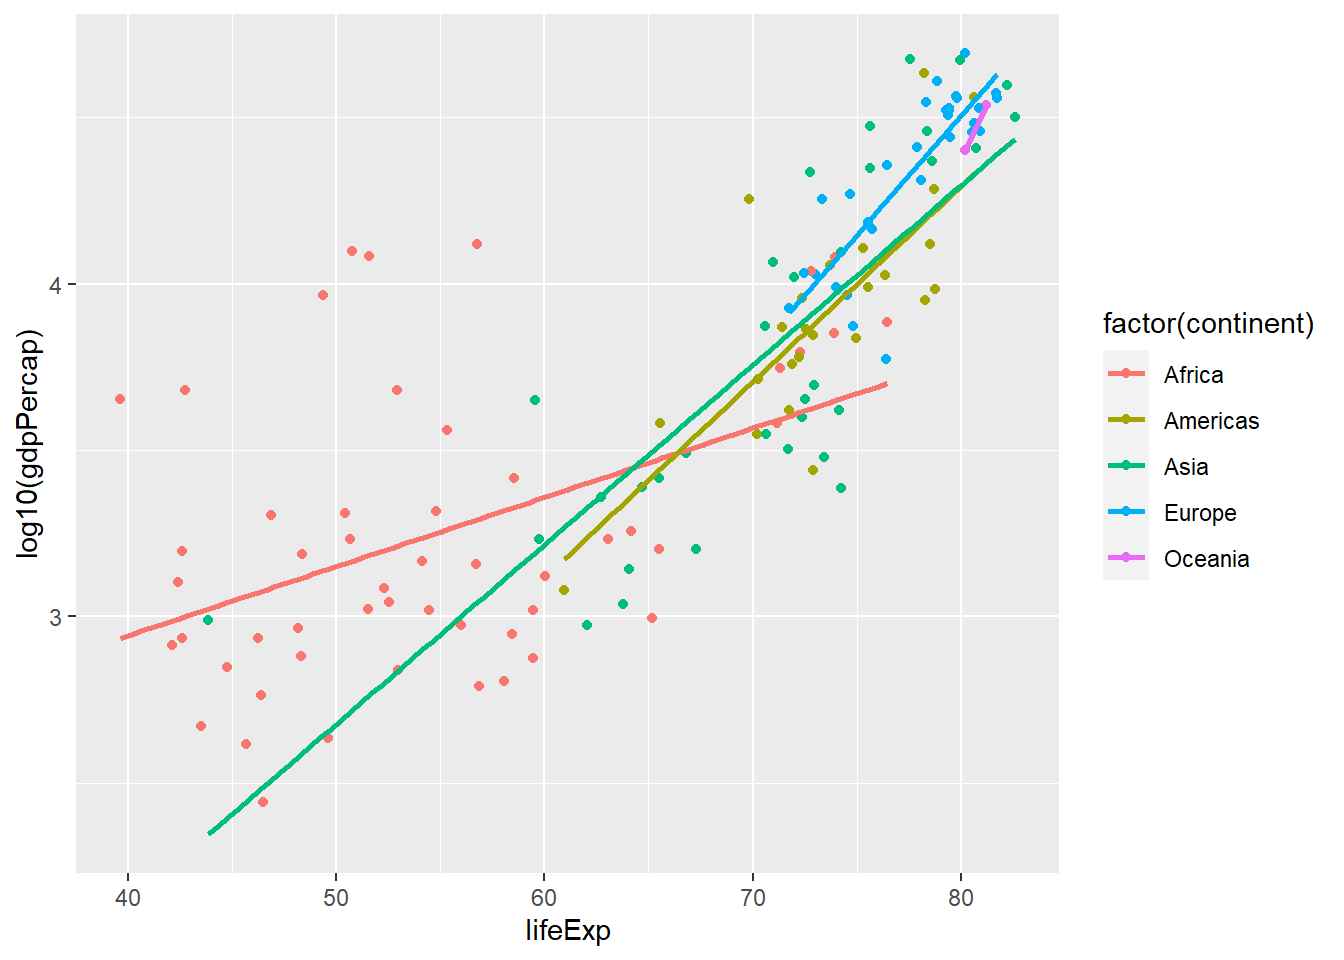 log10(gdpPercap)
4
3
40 50 60 70 80
lifeExp
factor(continent)
Africa
Americas
Asia
Europe
Oceania